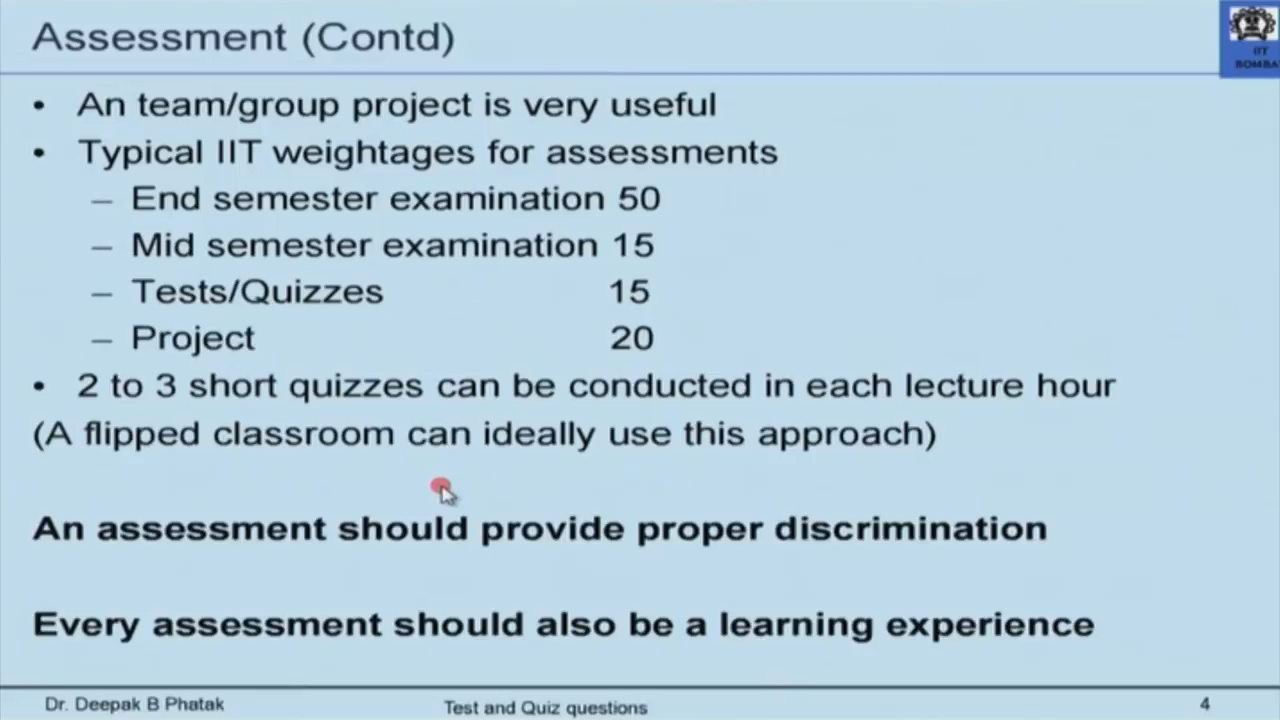 Assessment (Contd)
IIT
• An team/group project is very useful
• Typical IIT weightages for assessments
– End semester examination 50
– Mid semester examination 15
– Tests/Quizzes 15
– Project 20
• 2 to 3 short quizzes can be conducted in each lecture hour
(A flipped classroom can ideally use this approach)
An assessment should provide proper discrimination
Every assessment should also be a learning experience
Dr. Deepak B Phatak
Test and Quiz questions
4